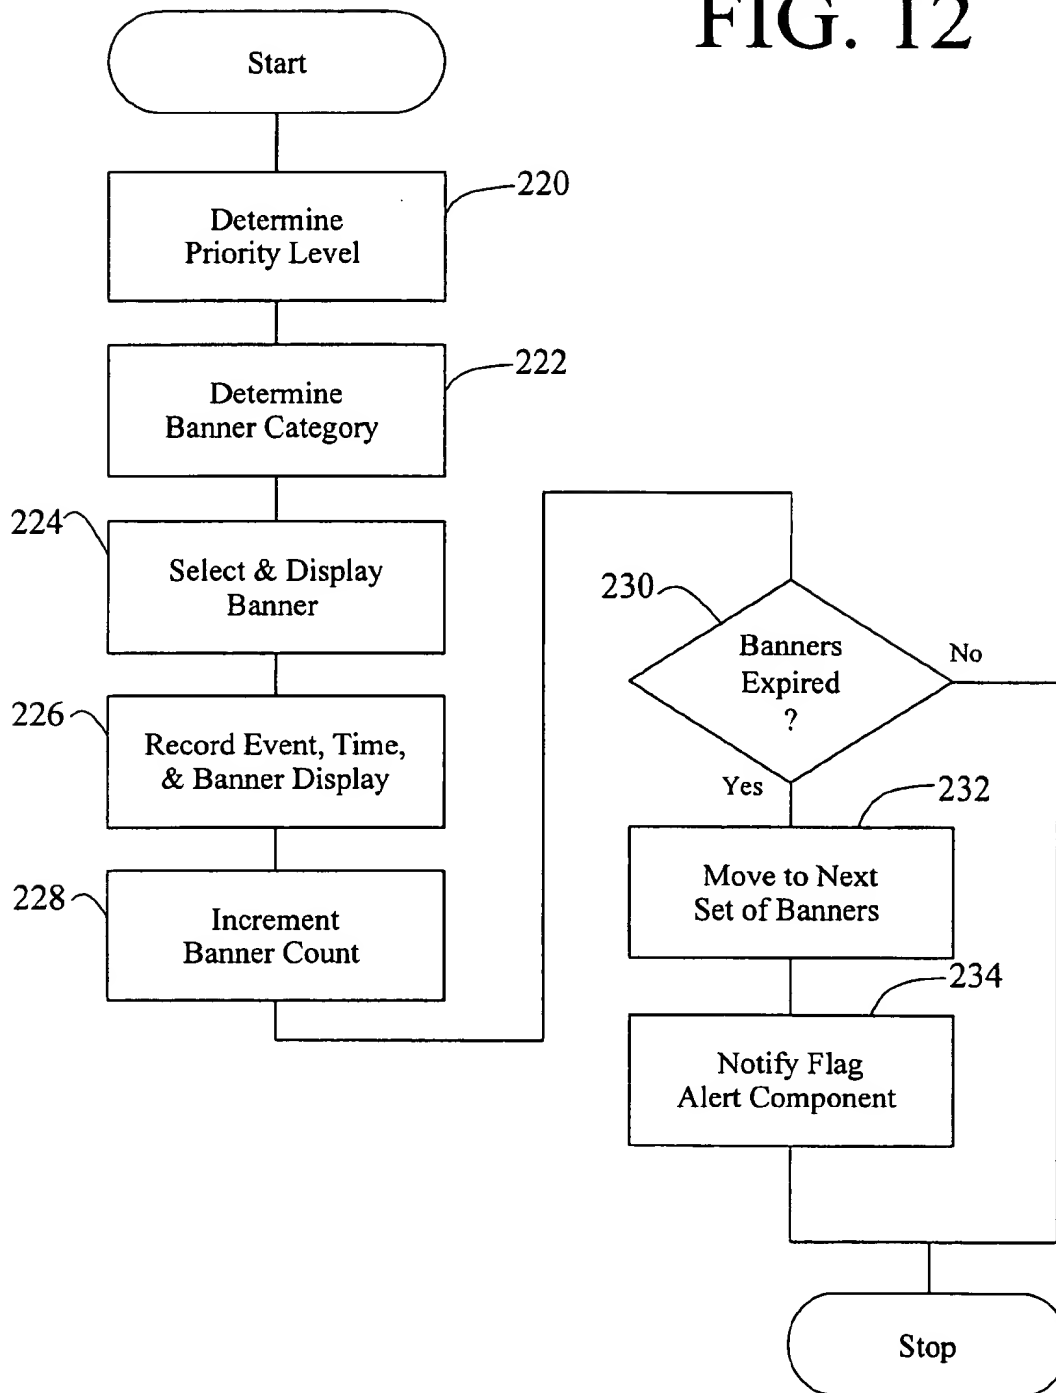 FIG. 12
Start
220
Determine
Priority Level
222
Determine
Banner Category
224
Select & Display
Banner
226
Record Event, Time,
& Banner Display
228
Increment
Banner Count
230
Banners
Expired
?
No
Yes
232
Move to Next
Set of Banners
234
Notify Flag
Alert Component
Stop